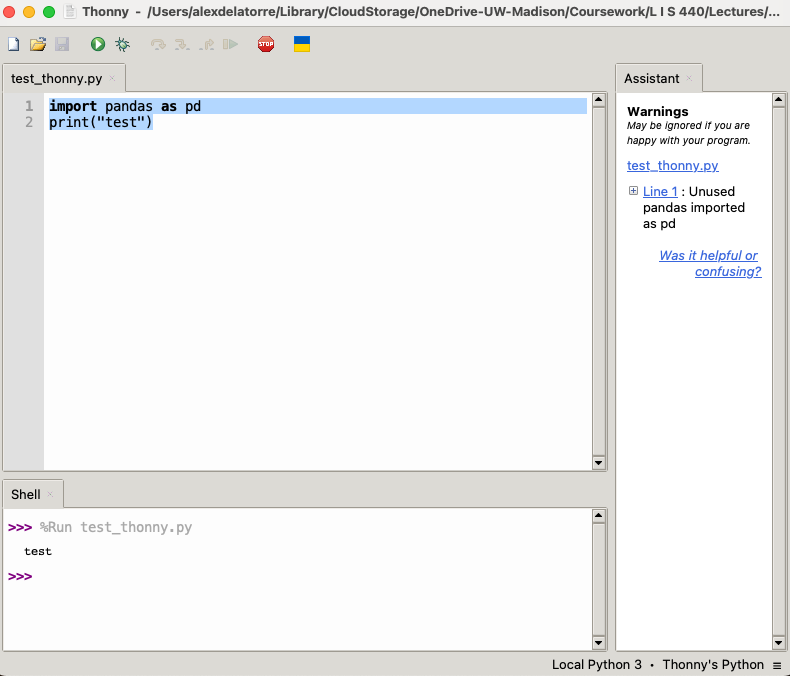 Thonny - /Users/alexdelatorre/Library/CloudStorage/OneDrive-UW-Madison/Coursework/L I S 440/Lectures/...
STOP
test_thonny.py ×
1 import pandas as pd
2 print("test")
Shell ×
>>> %Run test_thonny.py
test
>>>
Assistant ×
Warnings
May be ignored if you are
happy with your program.
test_thonny.py
Line 1 : Unused
pandas imported
as pd
Was it helpful or
confusing?
Local Python 3 • Thonny's Python ≡